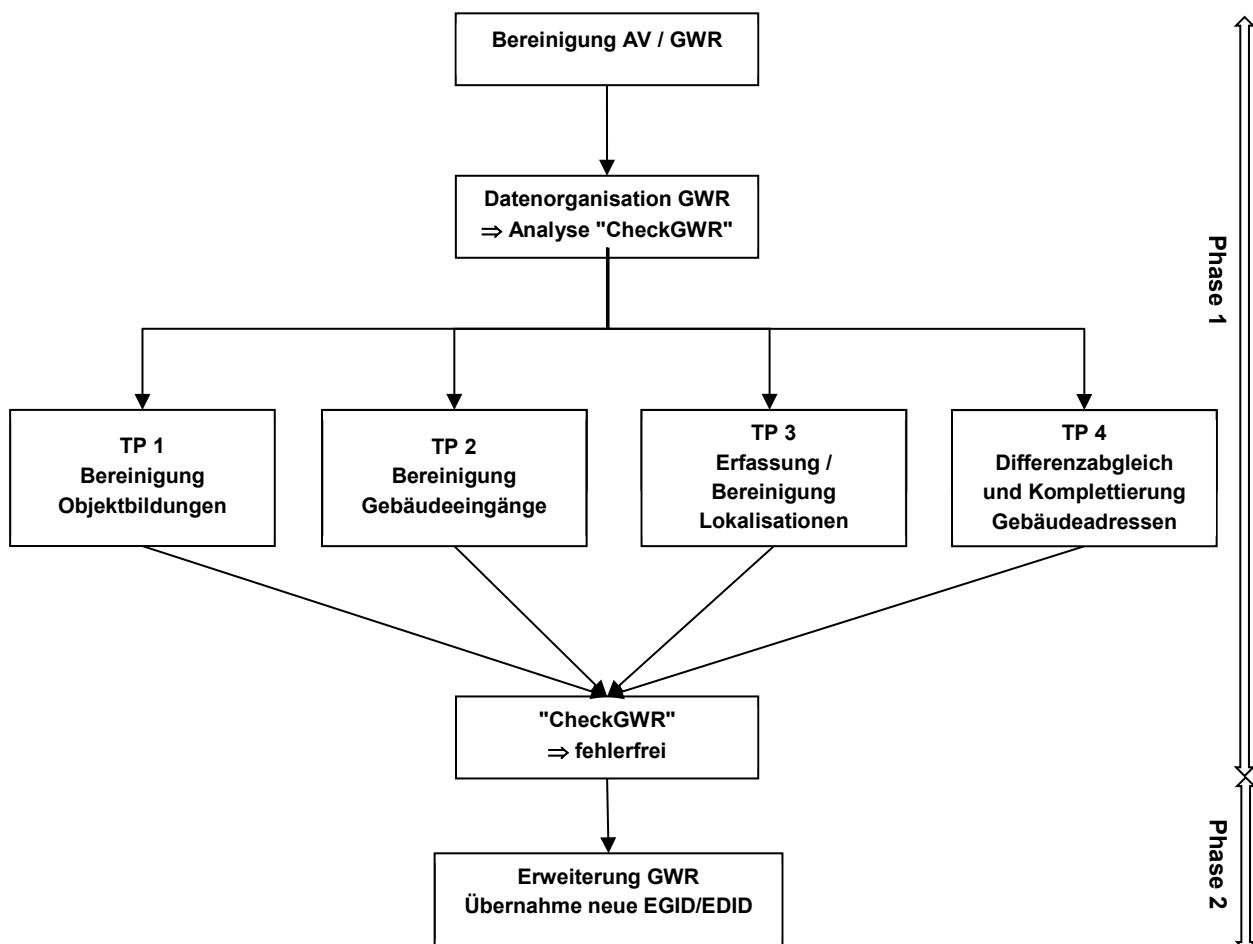 Bereinigung AV / GWR
Datenorganisation GWR
⇒ Analyse "CheckGWR"
Phase 1
TP 1
Bereinigung
Objektbildungen
TP 2
Bereinigung
Gebäudeeingänge
TP 3
Erfassung /
Bereinigung
Lokalisationen
TP 4
Differenzabgleich
und Komplettierung
Gebäudeadressen
"CheckGWR"
⇒ fehlerfrei
Erweiterung GWR
Übernahme neue EGID/EDID
Phase 2